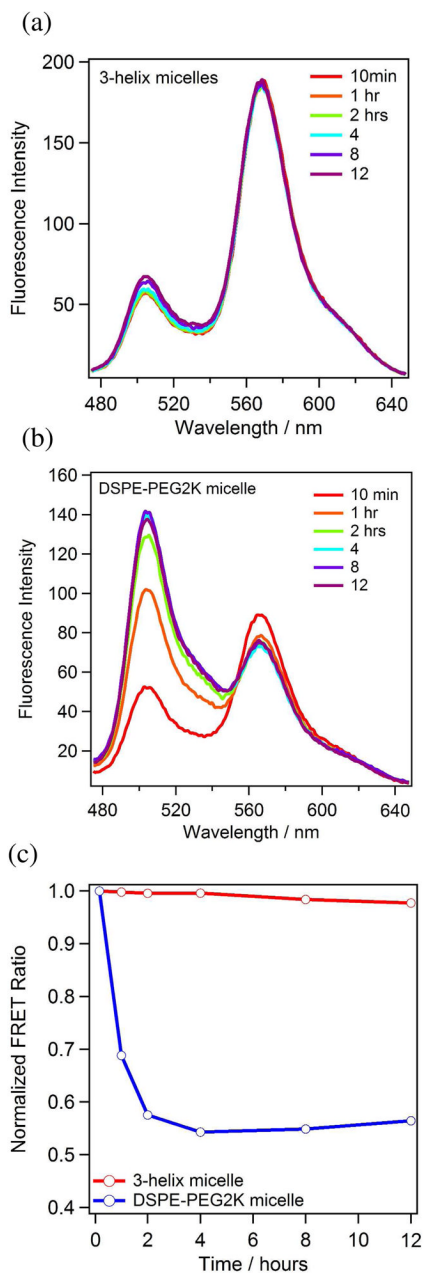 (a)
3-helix micelles
10min
1 hr
2 hrs
4
8
12
200
150
100
50
Fluorescence Intensity
480 520 560 600 640
Wavelength / nm
(b)
DSPE-PEG2K micelle
10 min
1 hr
2 hrs
4
8
12
160
140
120
100
80
60
40
20
Fluorescence Intensity
480 520 560 600 640
Wavelength / nm
(c)
1.0
0.9
0.8
0.7
0.6
0.5
0.4
Normalized FRET Ratio
3-helix micelle
DSPE-PEG2K micelle
0 2 4 6 8 10 12
Time / hours